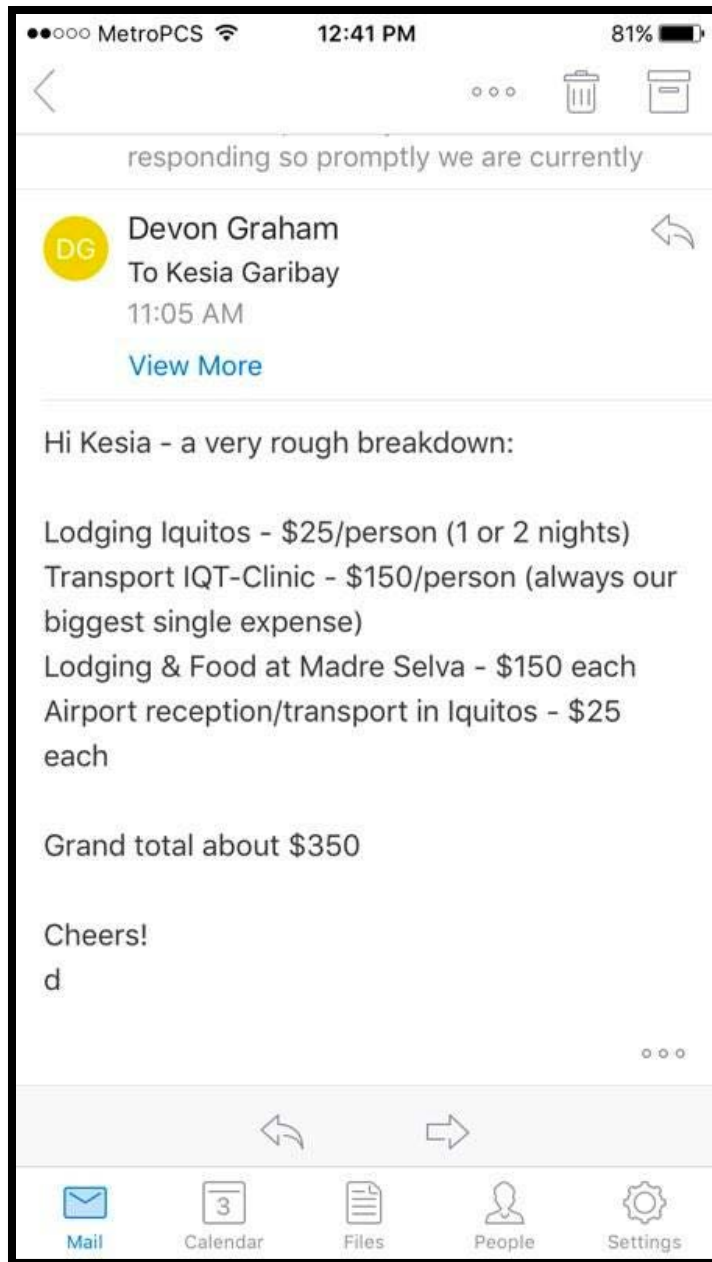 MetroPCS 12:41 PM 81%
responding so promptly we are currently
DG
Devon Graham
To Kesia Garibay
11:05 AM
View More
Hi Kesia - a very rough breakdown:
Lodging Iquitos - $25/person (1 or 2 nights)
Transport IQT-Clinic - $150/person (always our
biggest single expense)
Lodging & Food at Madre Selva - $150 each
Airport reception/transport in Iquitos - $25
each
Grand total about $350
Cheers!
d
3
Mail Calendar Files People Settings